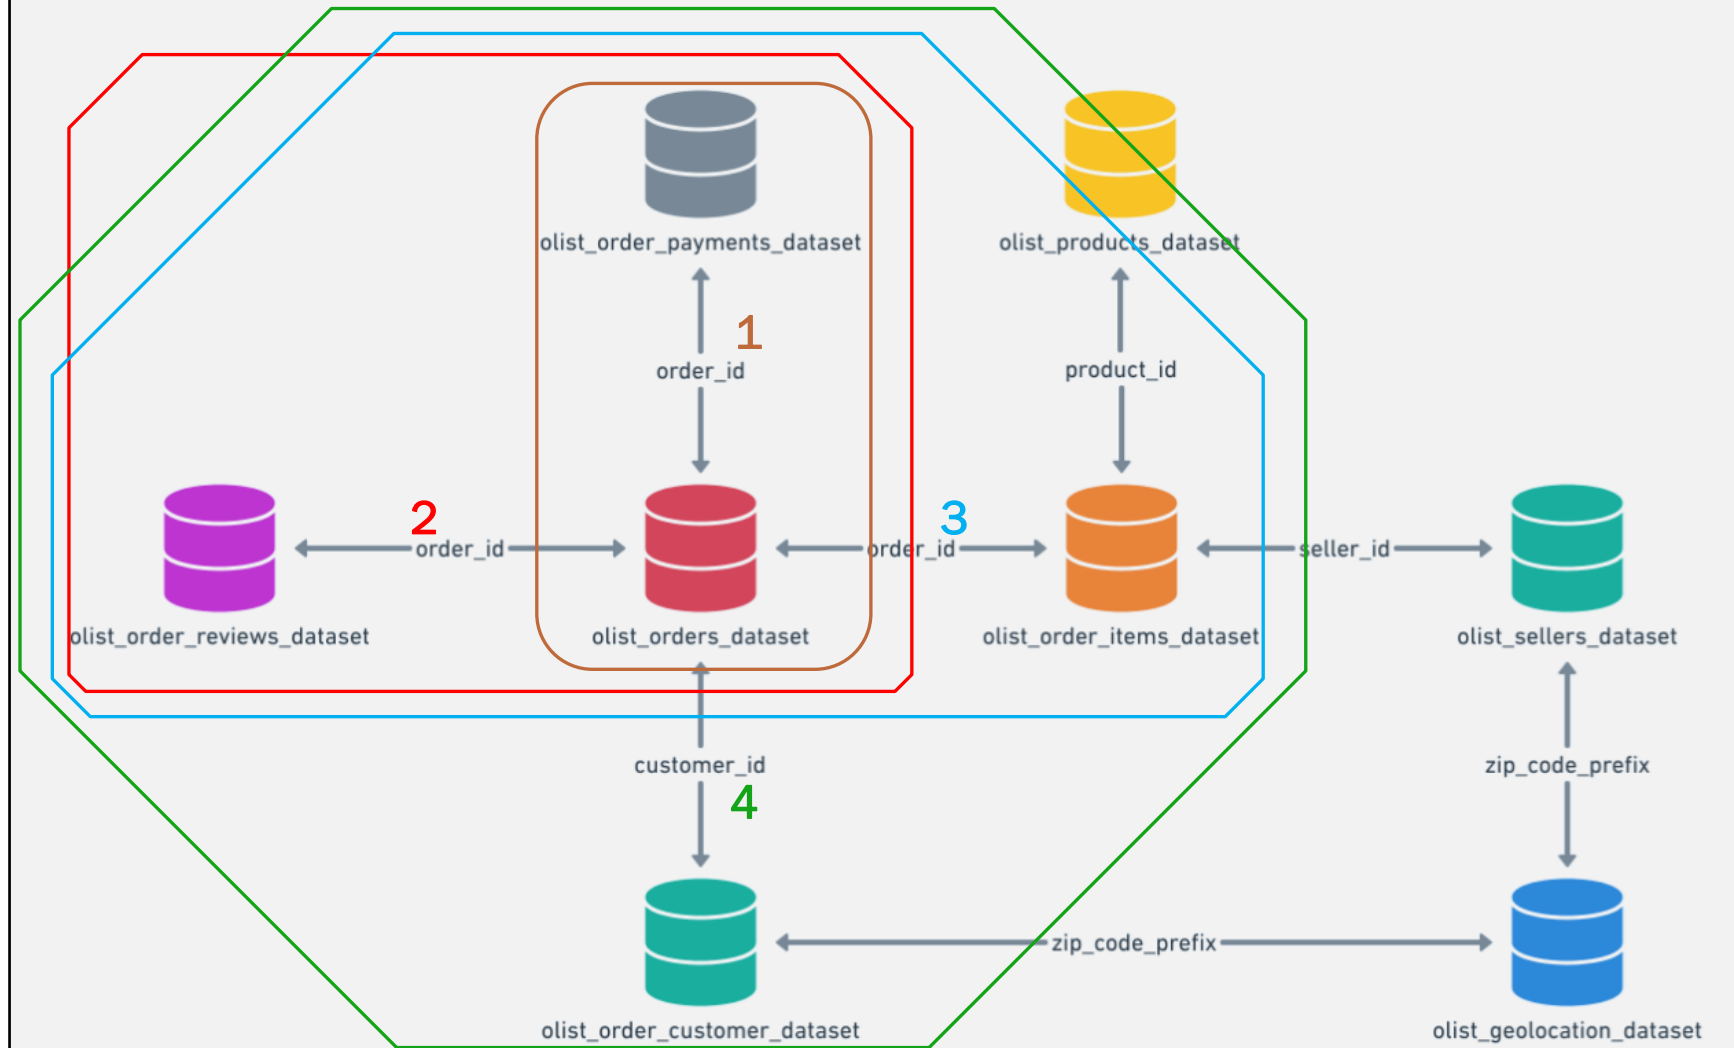 olist_order_payments_dataset
olist_products_dataset
1
order_id
product_id
2
3
order_id
order_id
seller_id
olist_order_reviews_dataset
olist_orders_dataset
olist_order_items_dataset
olist_sellers_dataset
customer_id
zip_code_prefix
4
zip_code_prefix
olist_order_customer_dataset
olist_geolocation_dataset